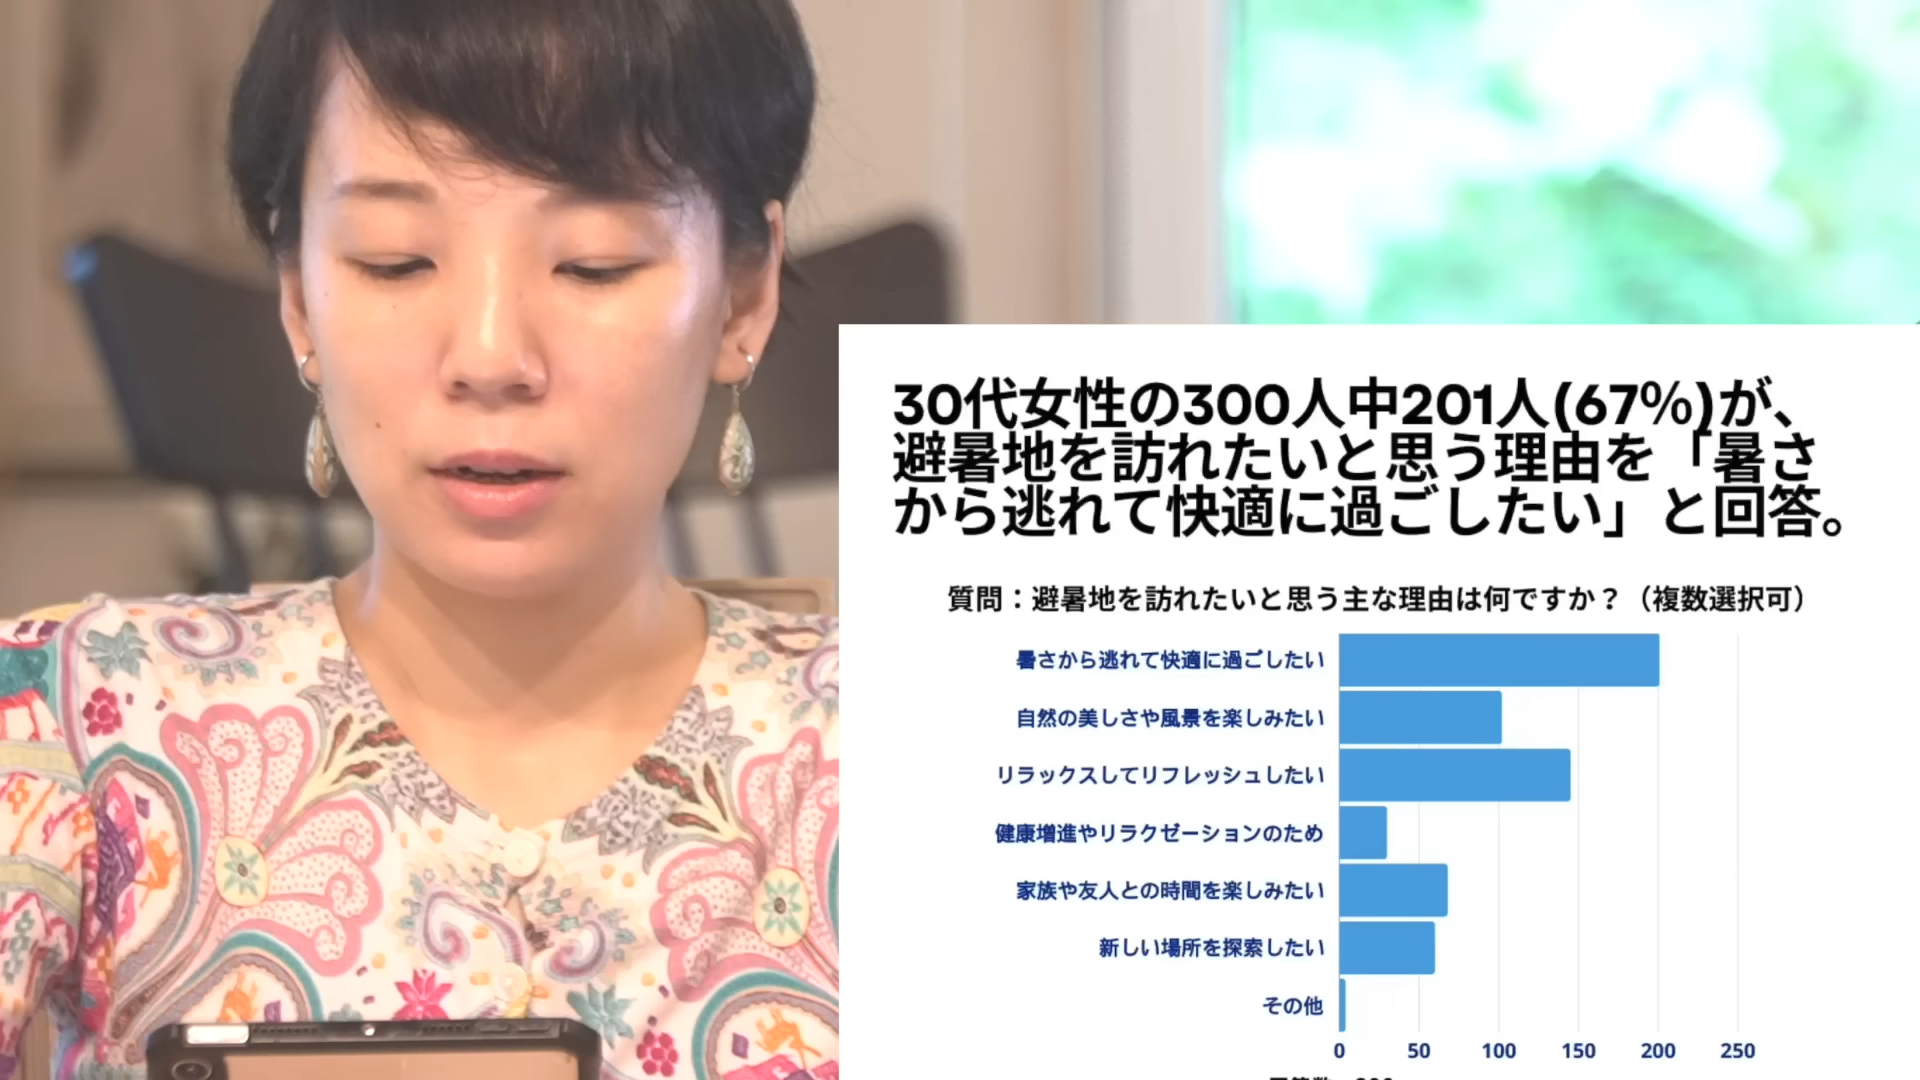 30代女性の300人中201人(67%)が、
避暑地を訪れたいと思う理由を「暑さ
から逃れて快適に過ごしたい」と回答。
質問：避暑地を訪れたいと思う主な理由は何ですか？（複数選択可）
暑さから逃れて快適に過ごしたい
自然の美しさや風景を楽しみたい
リラックスしてリフレッシュしたい
健康増進やリラクゼーションのため
家族や友人との時間を楽しみたい
新しい場所を探索したい
その他
0 50 100 150 200 250